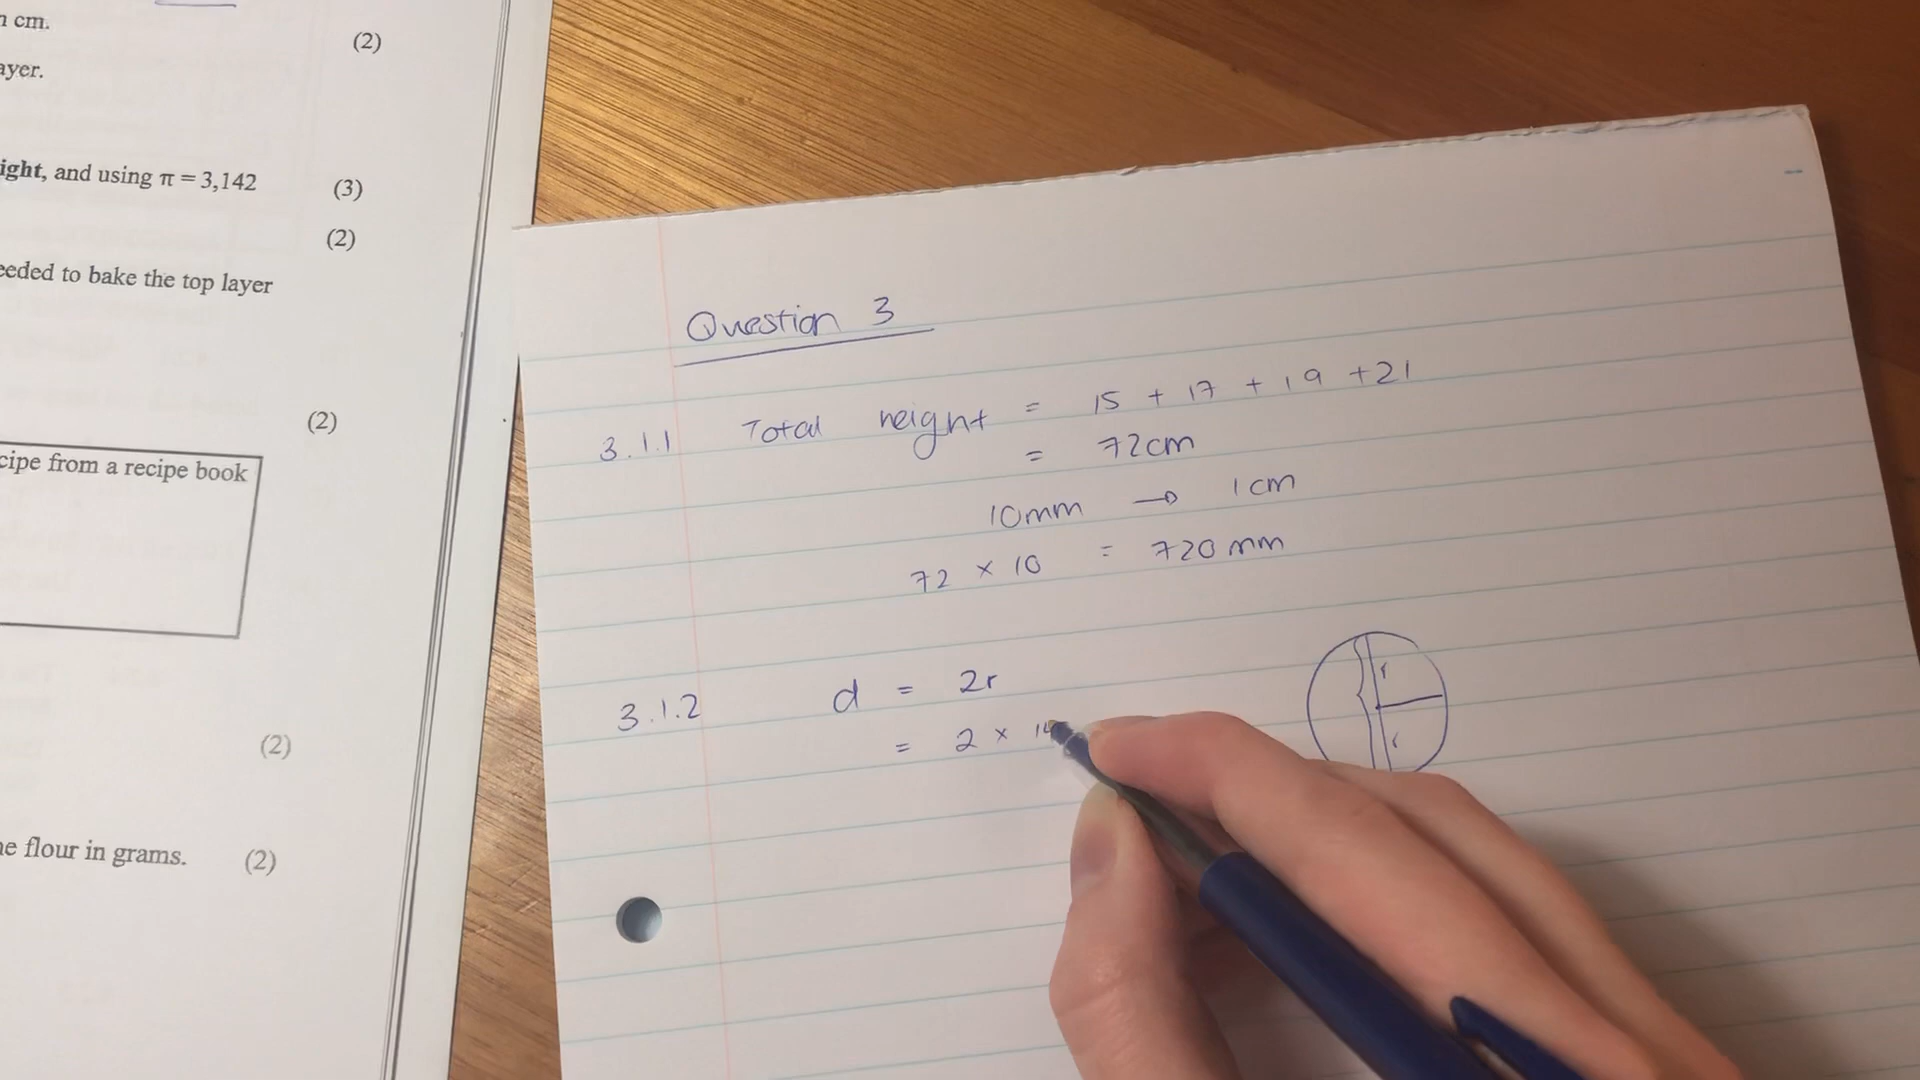 cm.
(2)
ayer.
ight, and using π = 3,142
(3)
(2)
eeded to bake the top layer
(2)
cipe from a recipe book
(2)
he flour in grams.
(2)
Question 3
3.1.1 Total height = 15 + 17 + 19 + 21
= 72cm
10mm → 1cm
72 × 10 = 720mm
3.1.2 d = 2r
= 2 ×
r
r